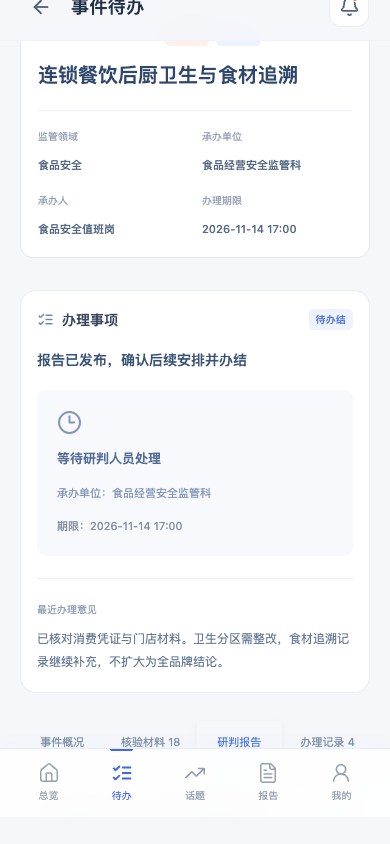 事件待办
连锁餐饮后厨卫生与食材追溯
监管领域
承办单位
食品安全
食品经营安全监管科
承办人
办理期限
食品安全值班岗
2026-11-14 17:00
办理事项
待办结
报告已发布，确认后续安排并办结
等待研判人员处理
承办单位：食品经营安全监管科
期限：2026-11-14 17:00
最近办理意见
已核对消费凭证与门店材料。卫生分区需整改，食材追溯记
录继续补充，不扩大为全品牌结论。
事件概况
核验材料 18
研判报告
办理记录 4
总览
待办
话题
报告
我的